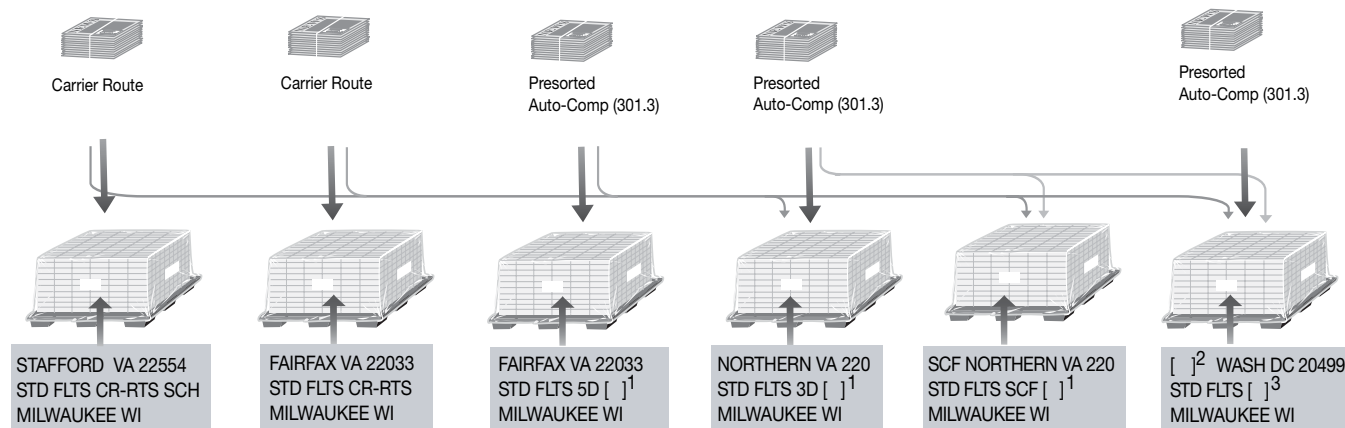 Carrier Route
Carrier Route
Presorted
Auto-Comp (301.3)
Presorted
Auto-Comp (301.3)
Presorted
Auto-Comp (301.3)
STAFFORD VA 22554
STD FLTS CR-RTS SCH
MILWAUKEE WI
FAIRFAX VA 22033
STD FLTS CR-RTS
MILWAUKEE WI
FAIRFAX VA 22033
STD FLTS 5D [ ]1
MILWAUKEE WI
NORTHERN VA 220
STD FLTS 3D [ ]1
MILWAUKEE WI
SCF NORTHERN VA 220
STD FLTS SCF [ ]1
MILWAUKEE WI
[ ]2 WASH DC 20499
STD FLTS [ ]3
MILWAUKEE WI